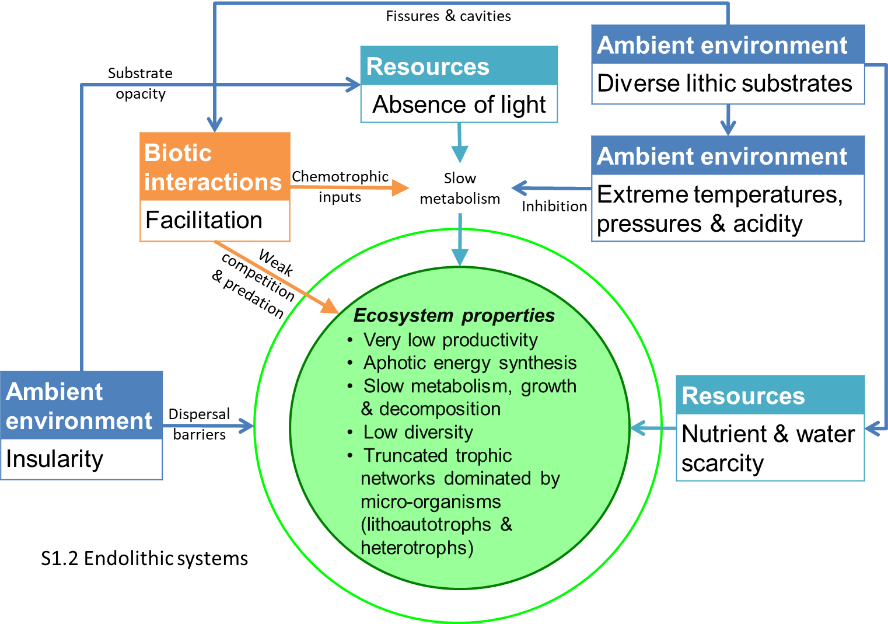 Fissures & cavities
Ambient environment
Diverse lithic substrates
Resources
Absence of light
Substrate
opacity
Biotic
interactions
Facilitation
Chemotrophic
inputs
Slow
metabolism
Inhibition
Ambient environment
Extreme temperatures,
pressures & acidity
Weak
competition
& predation
Ecosystem properties
• Very low productivity
• Aphotic energy synthesis
• Slow metabolism, growth
& decomposition
• Low diversity
• Truncated trophic
networks dominated by
micro-organisms
(lithoautotrophs &
heterotrophs)
Ambient
environment
Insularity
Dispersal
barriers
Resources
Nutrient & water
scarcity
S1.2 Endolithic systems